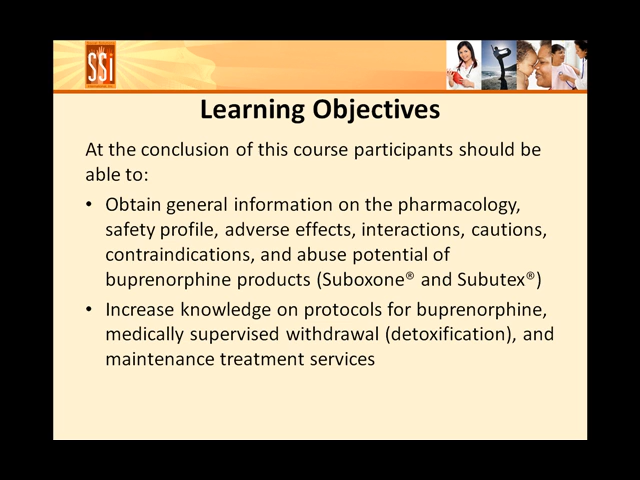 SSi
Learning Objectives
At the conclusion of this course participants should be
able to:
• Obtain general information on the pharmacology,
safety profile, adverse effects, interactions, cautions,
contraindications, and abuse potential of
buprenorphine products (Suboxone® and Subutex®)
• Increase knowledge on protocols for buprenorphine,
medically supervised withdrawal (detoxification), and
maintenance treatment services